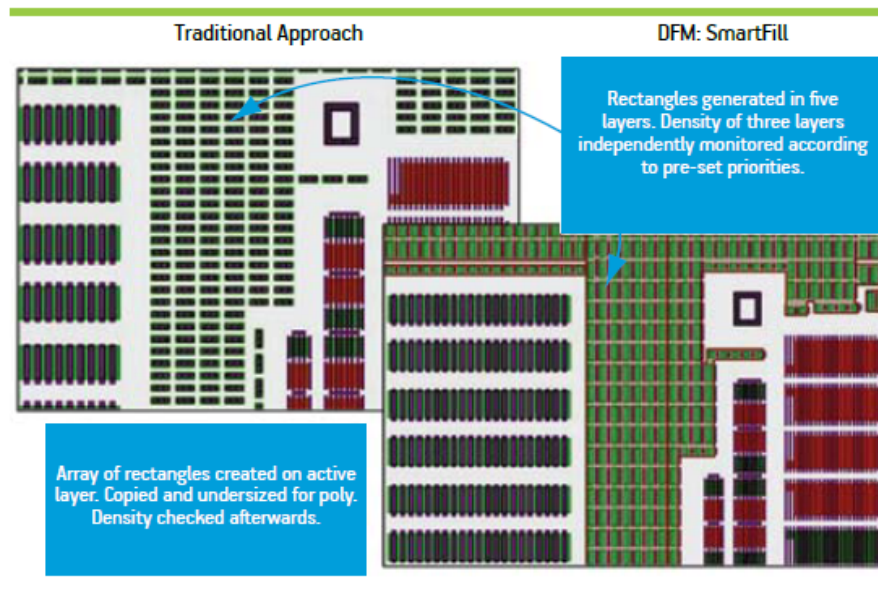 Traditional Approach
DFM: SmartFill
Rectangles generated in five
layers. Density of three layers
independently monitored according
to pre-set priorities.
Array of rectangles created on active
layer. Copied and undersized for poly.
Density checked afterwards.